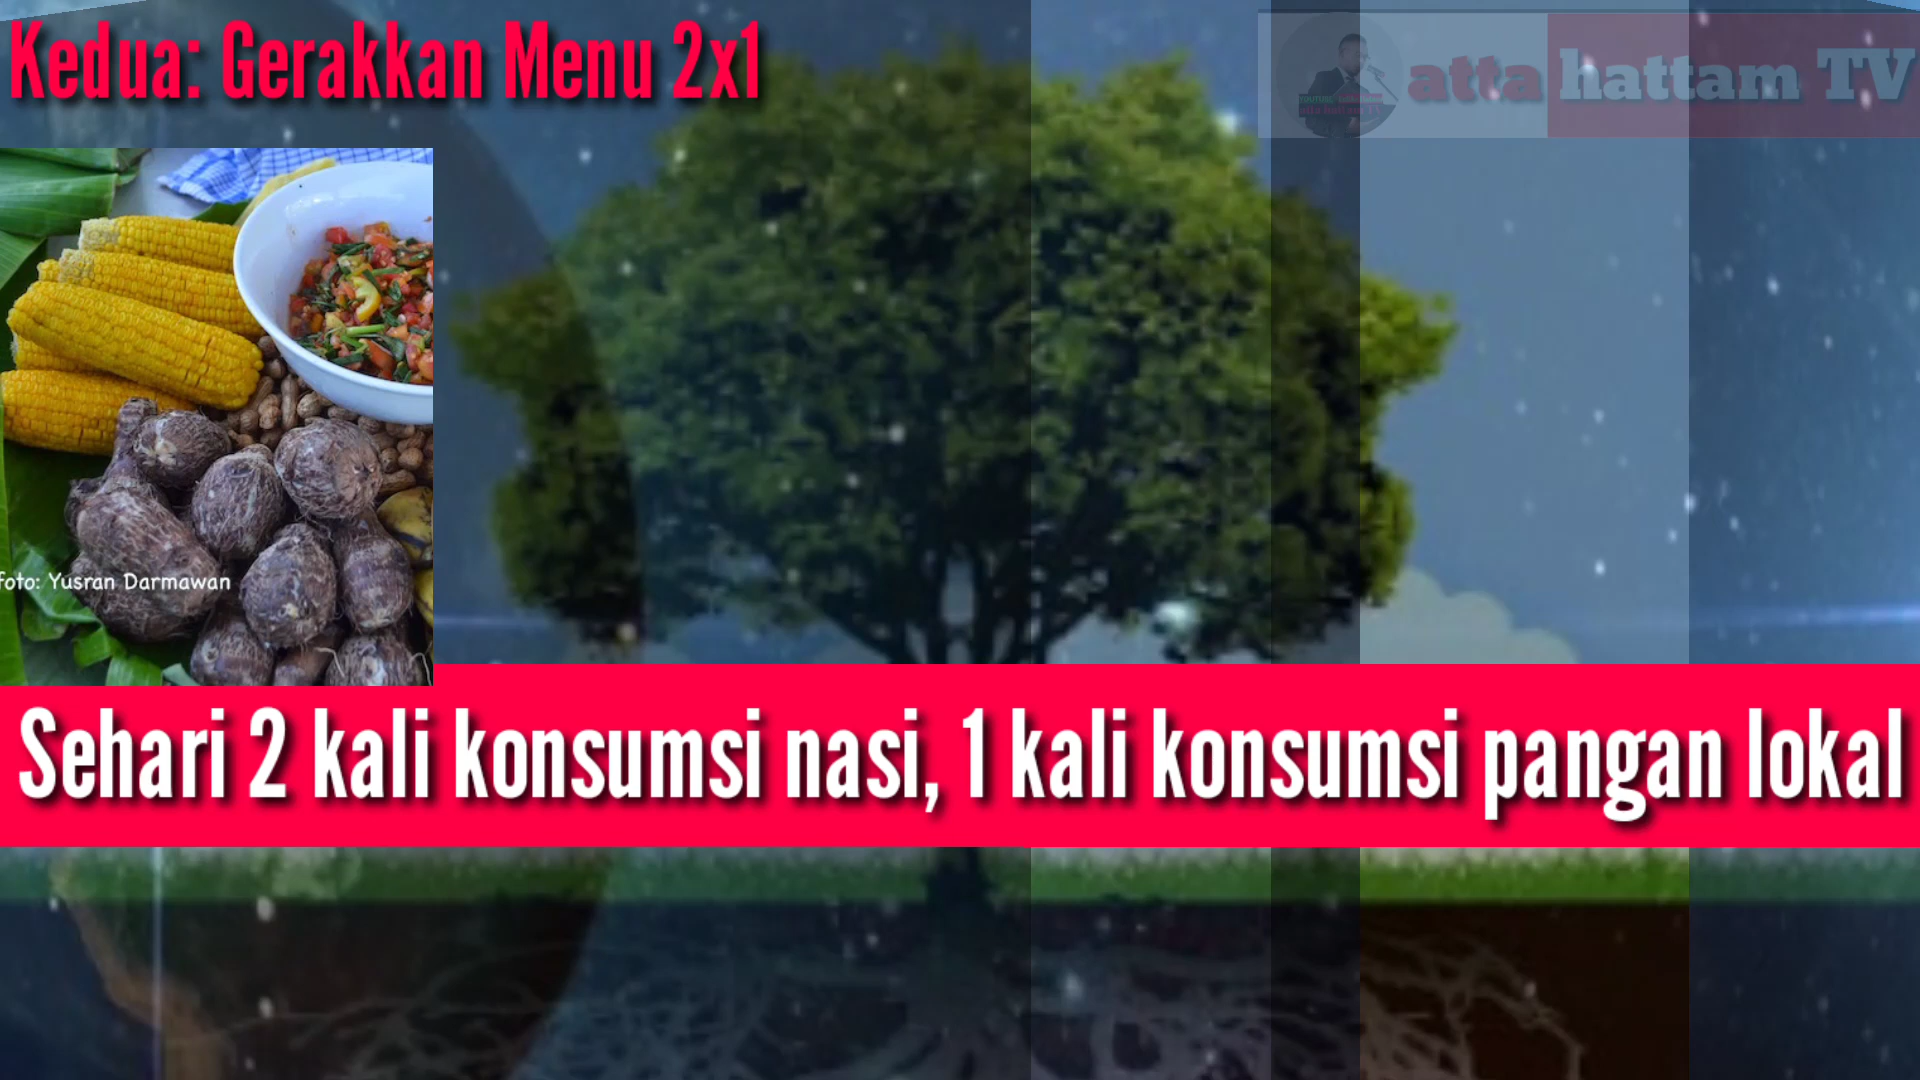 Kedua: Gerakkan Menu 2x1
atta hattam TV
foto: Yusran Darmawan
Sehari 2 kali konsumsi nasi, 1 kali konsumsi pangan lokal